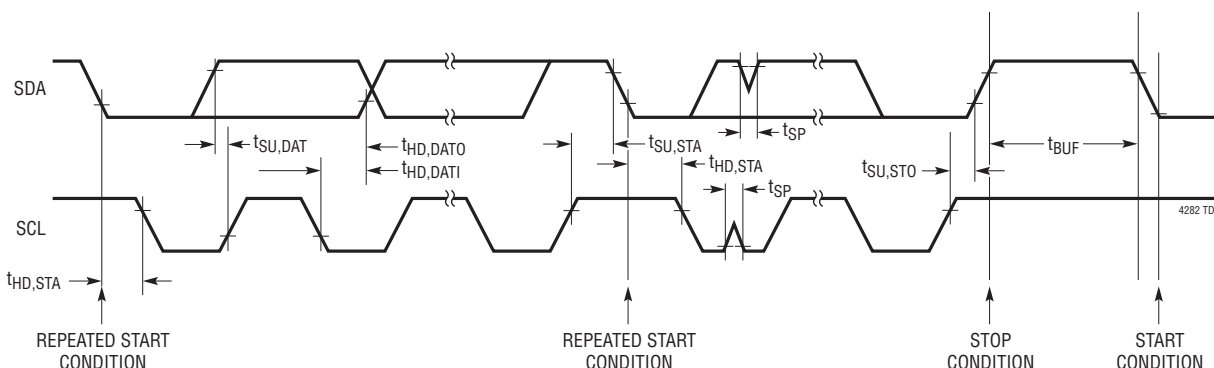 SDA
tSU,DAT
tHD,DATO
tHD,DATI
tSU,STA
tHD,STA
tSP
tSP
tSU,STO
tBUF
SCL
4282 TD
tHD,STA
REPEATED START
CONDITION
REPEATED START
CONDITION
STOP
CONDITION
START
CONDITION